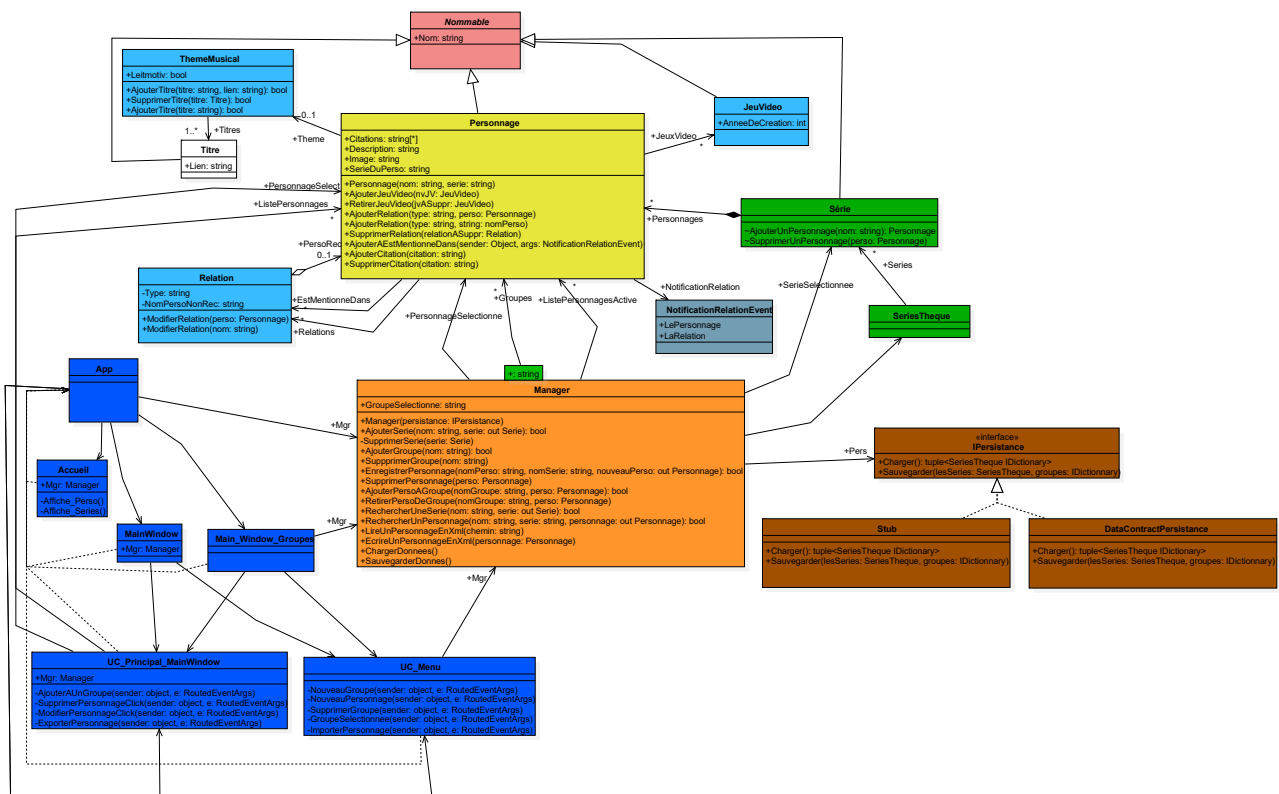 Nommable
+Nom: string
ThemeMusical
+Leitmotiv: bool
+AjouterTitre(titre: string, lien: string): bool
+SupprimerTitre(titre: Titre): bool
+AjouterTitre(titre: string): bool
0..1
+Theme
1..*
+Titres
Titre
+Lien: string
JeuVideo
+AnneeDeCreation: int
+JeuxVideo
*
Personnage
+Citations: string[*]
+Description: string
+Image: string
+SerieDuPerso: string
+Personnage(nom: string, serie: string)
+AjouterJeuVideo(nvJV: JeuVideo)
+RetirerJeuVideo(jvASuppr: JeuVideo)
+AjouterRelation(type: string, perso: Personnage)
+AjouterRelation(type: string, string: nomPerso)
+SupprimerRelation(relationASuppr: Relation)
+AjouterAEstMentionneDans(sender: Object, args: NotificationRelationEvent)
+AjouterCitation(citation: string)
+SupprimerCitation(citation: string)
+PersonnageSelect
+ListePersonnages
*
+PersoRec
0..1
*
+Personnages
Série
+AjouterUnPersonnage(nom: string): Personnage
+SupprimerUnPersonnage(perso: Personnage)
*
+Series
SeriesTheque
+SerieSelectionnee
Relation
-Type: string
-NomPersoNonRec: string
+ModifierRelation(perso: Personnage)
+ModifierRelation(nom: string)
+EstMentionneDans
*
*
+Relations
+NotificationRelation
NotificationRelationEvent
+LePersonnage
+LaRelation
*
+Groupes
*
+ListePersonnagesActive
+PersonnageSelectionne
+: string
Manager
+GroupeSelectionne: string
+Manager(persistance: IPersistance)
+AjouterSerie(nom: string, serie: out Serie): bool
-SupprimerSerie(serie: Serie)
+AjouterGroupe(nom: string): bool
+SuppprimerGroupe(nom: string)
+EnregistrerPersonnage(nomPerso: string, nomSerie: string, nouveauPerso: out Personnage): bool
+SupprimerPersonnage(perso: Personnage)
+AjouterPersoAGroupe(nomGroupe: string, perso: Personnage): bool
+RetirerPersoDeGroupe(nomGroupe: string, perso: Personnage)
+RechercherUneSerie(nom: string, serie: out Serie): bool
+RechercherUnPersonnage(nom: string, serie: string, personnage: out Personnage): bool
+LireUnPersonnageEnXml(chemin: string)
+EcrireUnPersonnageEnXml(personnage: Personnage)
+ChargerDonnees()
+SauvegarderDonnes()
+Mgr
+Mgr
+Mgr
+Pers
«interface»
IPersistance
+Charger(): tuple<SeriesTheque IDictionary>
+Sauvegarder(lesSeries: SeriesTheque, groupes: IDictionnary)
Stub
+Charger(): tuple<SeriesTheque IDictionary>
+Sauvegarder(lesSeries: SeriesTheque, groupes: IDictionnary)
DataContractPersistance
+Charger(): tuple<SeriesTheque IDictionary>
+Sauvegarder(lesSeries: SeriesTheque, groupes: IDictionnary)
App
Accueil
+Mgr: Manager
-Affiche_Perso()
-Affiche_Series()
MainWindow
+Mgr: Manager
Main_Window_Groupes
UC_Principal_MainWindow
+Mgr: Manager
-AjouterAUnGroupe(sender: object, e: RoutedEventArgs)
-SupprimerPersonnageClick(sender: object, e: RoutedEventArgs)
-ModifierPersonnageClick(sender: object, e: RoutedEventArgs)
-ExporterPersonnage(sender: object, e: RoutedEventArgs)
UC_Menu
-NouveauGroupe(sender: object, e: RoutedEventArgs)
-NouveauPersonnage(sender: object, e: RoutedEventArgs)
-SupprimerGroupe(sender: object, e: RoutedEventArgs)
-GroupeSelectionnee(sender: object, e: RoutedEventArgs)
-ImporterPersonnage(sender: object, e: RoutedEventArgs)